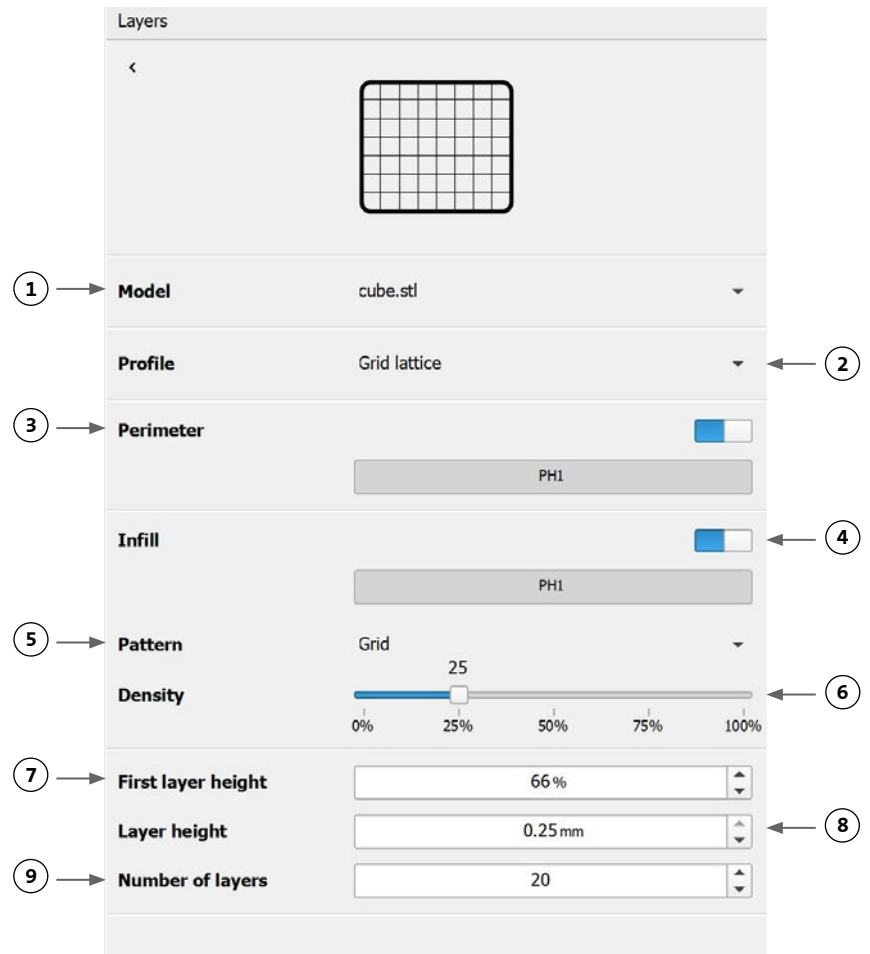 Layers
<
1 Model cube.stl
Profile Grid lattice 2
3 Perimeter
PH1
Infill 4
PH1
5 Pattern Grid
25
Density 6
0% 25% 50% 75% 100%
7 First layer height 66 %
Layer height 0.25 mm 8
9 Number of layers 20